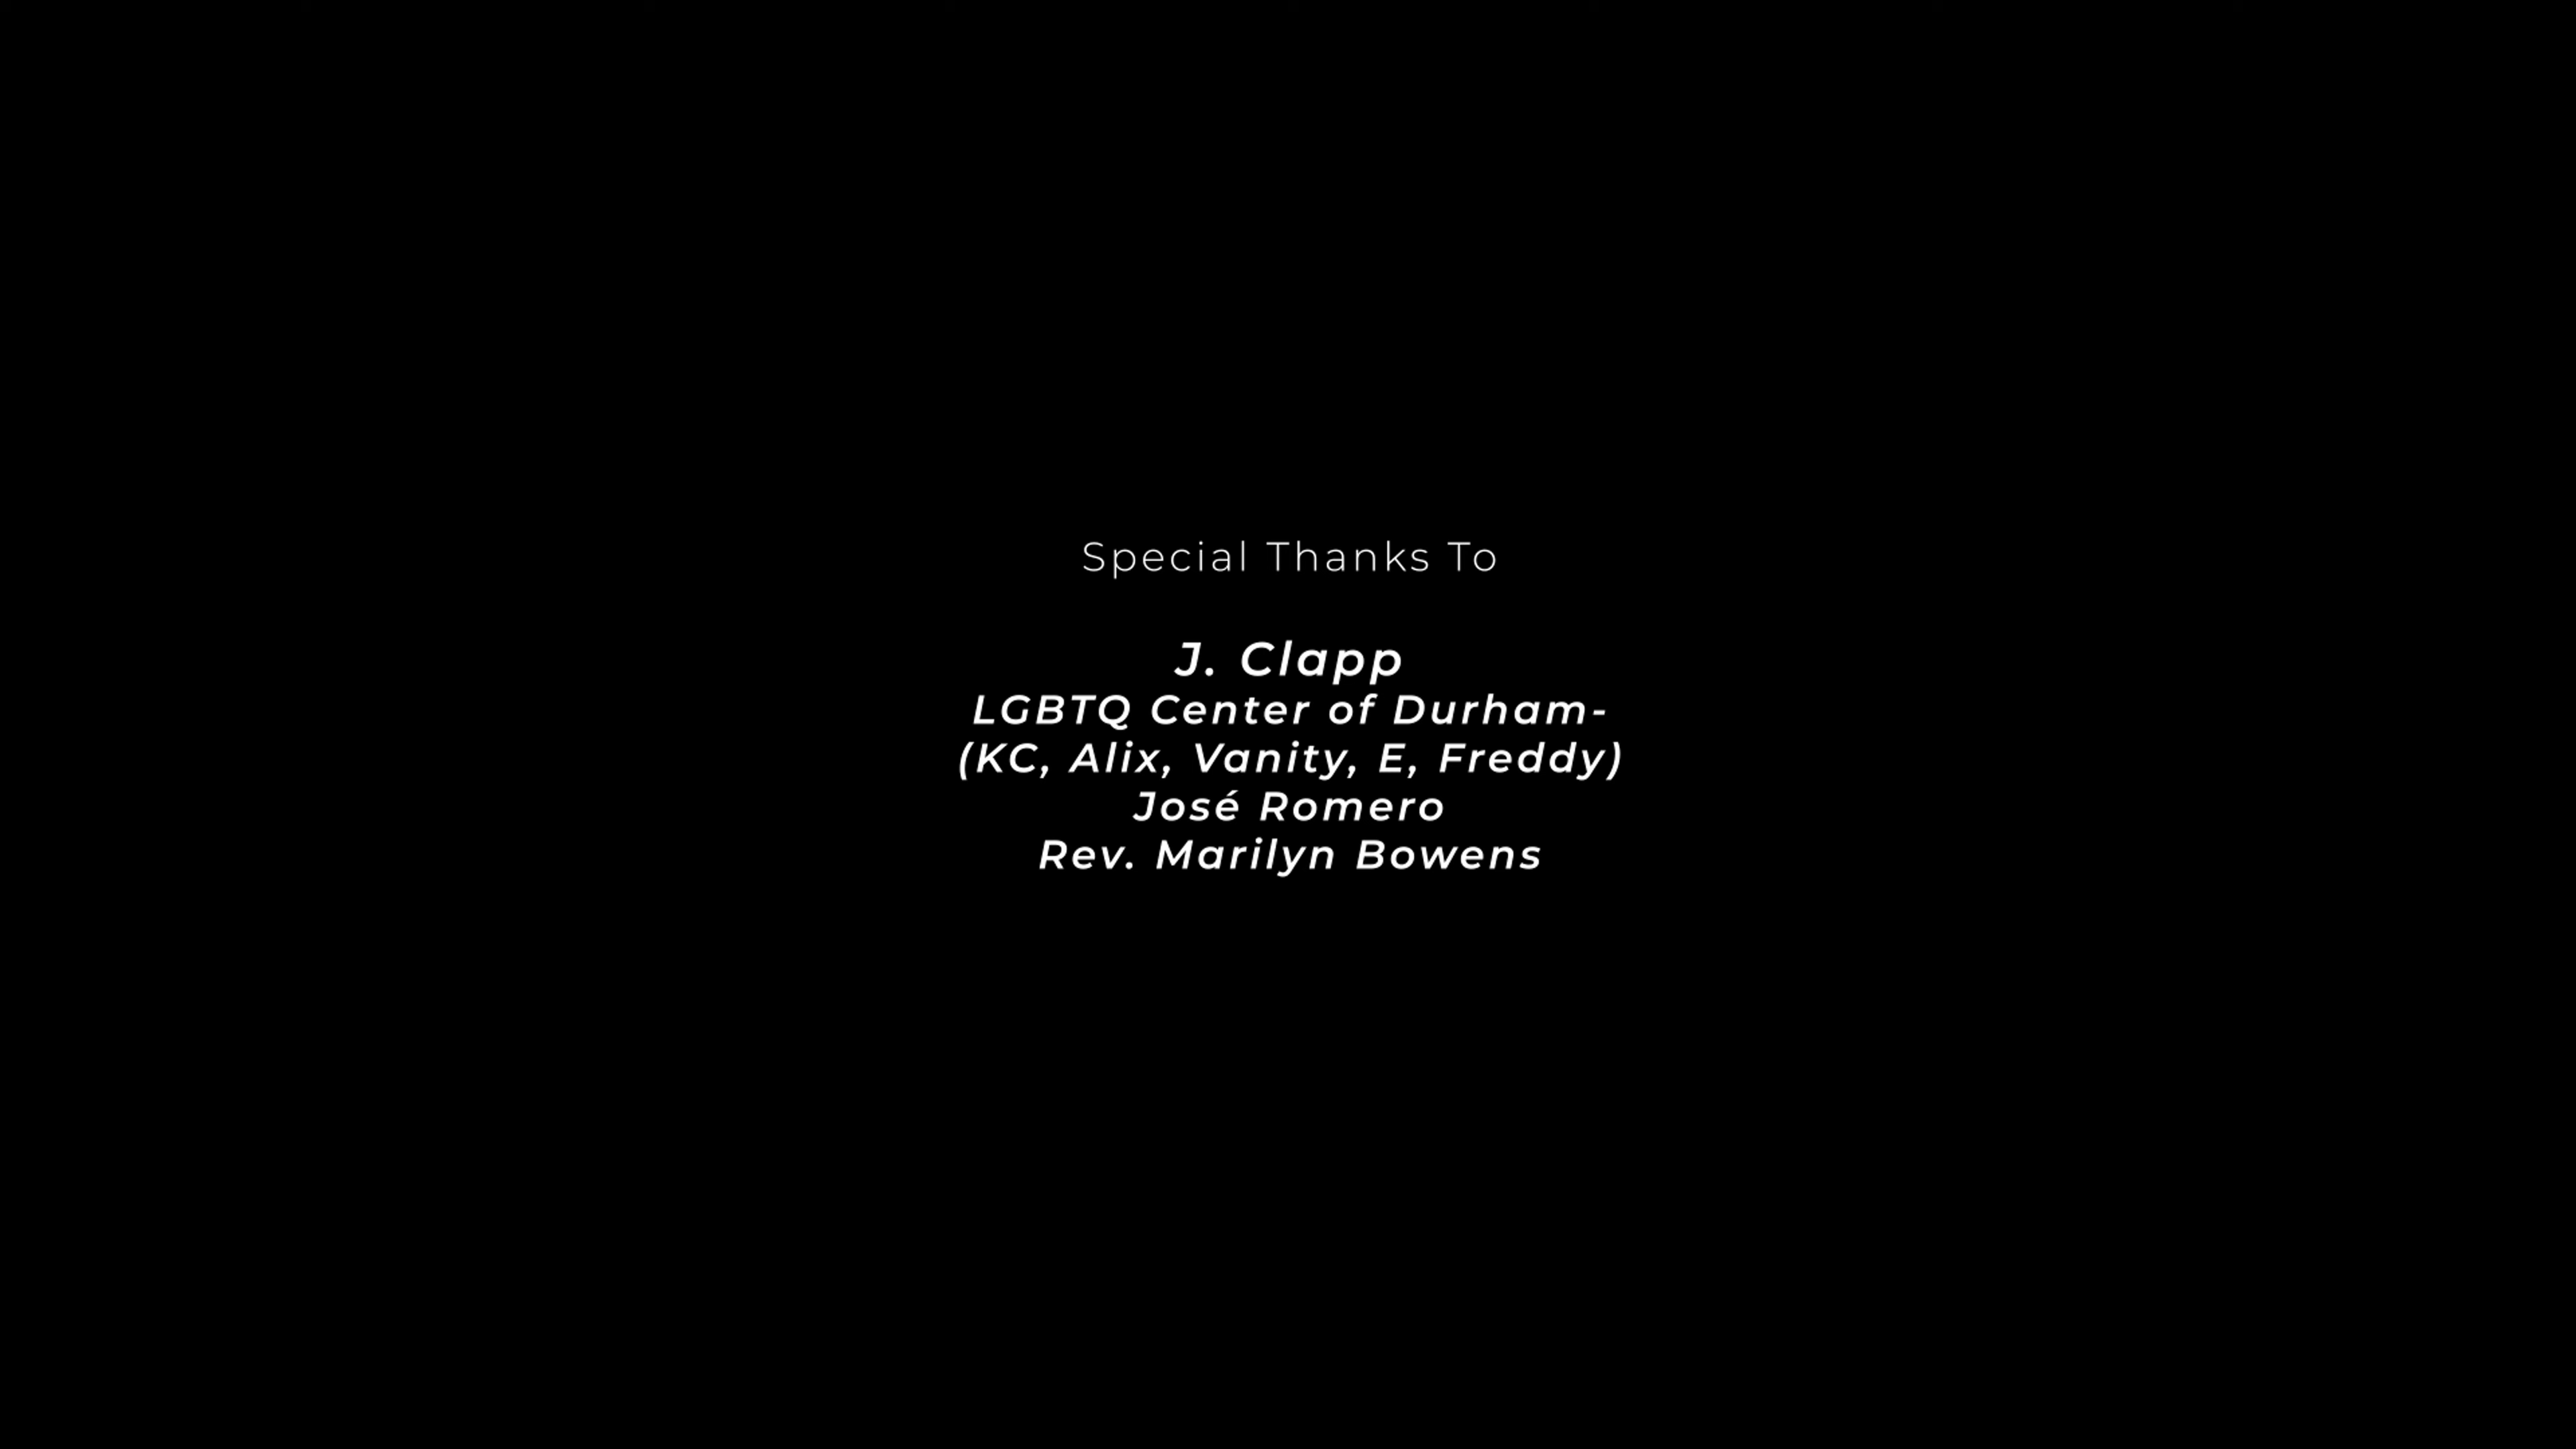 Special Thanks To
J. Clapp
LGBTQ Center of Durham-
(KC, Alix, Vanity, E, Freddy)
José Romero
Rev. Marilyn Bowens